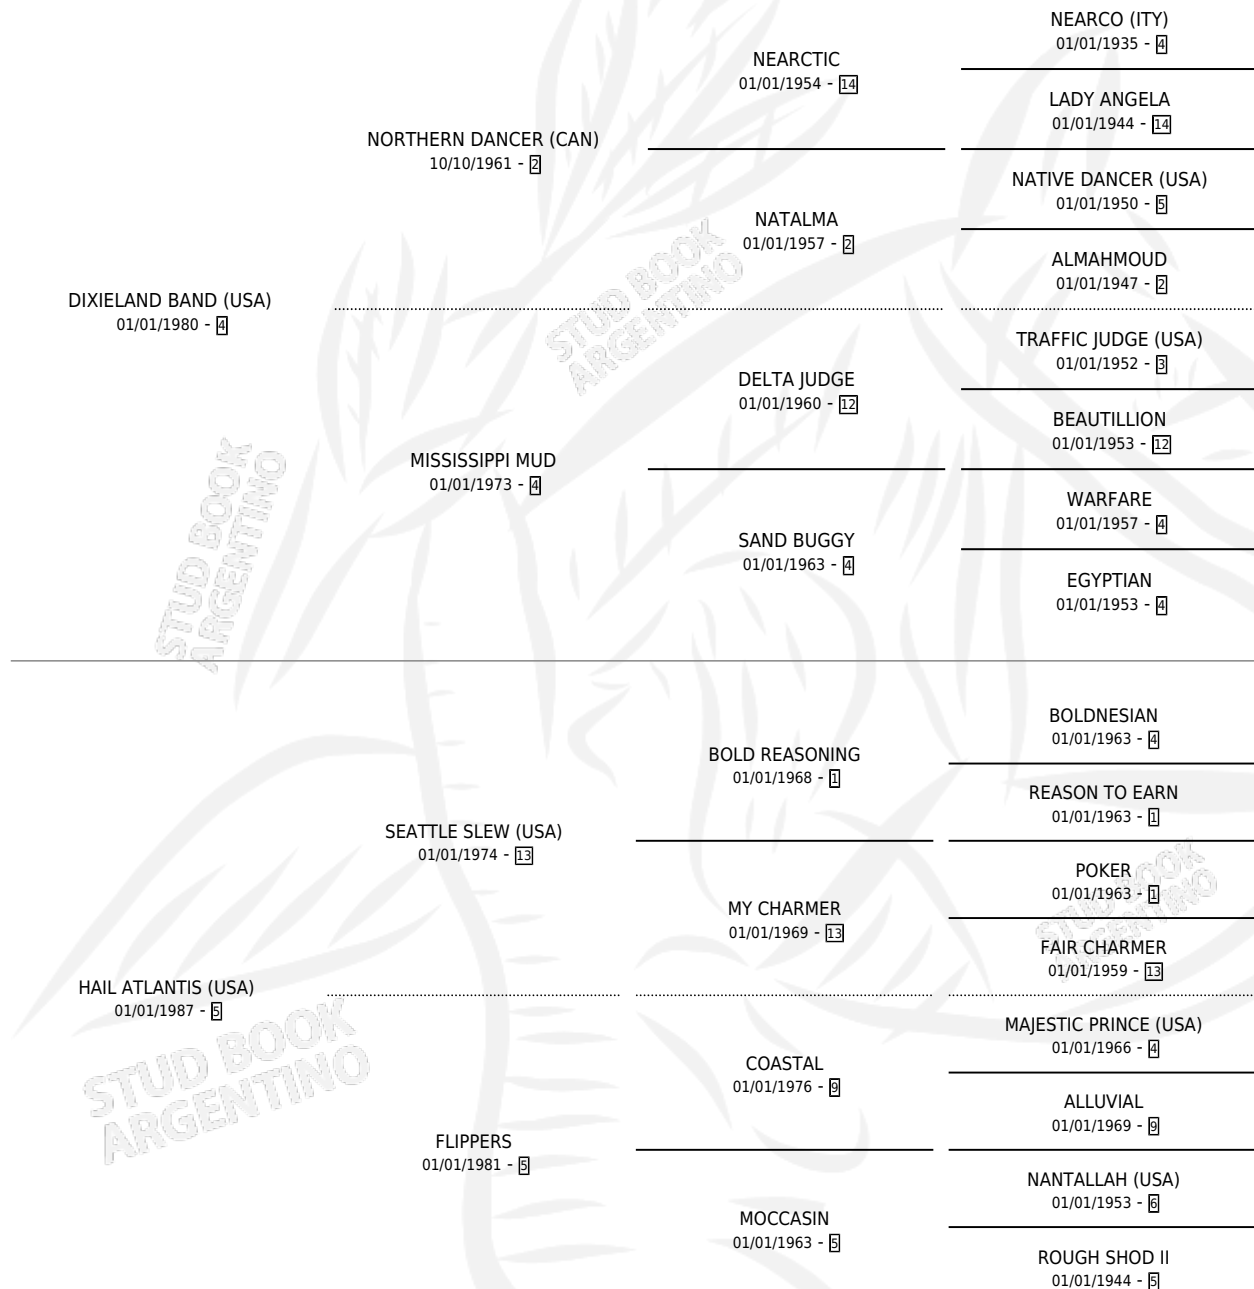 NEARCO (ITY)
01/01/1935 - 4
NEARCTIC
01/01/1954 - 14
LADY ANGELA
01/01/1944 - 14
NORTHERN DANCER (CAN)
10/10/1961 - 2
NATIVE DANCER (USA)
01/01/1950 - 5
NATALMA
01/01/1957 - 2
ALMAHMOUD
01/01/1947 - 2
DIXIELAND BAND (USA)
01/01/1980 - 4
TRAFFIC JUDGE (USA)
01/01/1952 - 3
DELTA JUDGE
01/01/1960 - 12
BEAUTILLION
01/01/1953 - 12
MISSISSIPPI MUD
01/01/1973 - 4
WARFARE
01/01/1957 - 4
SAND BUGGY
01/01/1963 - 4
EGYPTIAN
01/01/1953 - 4
BOLDNESIAN
01/01/1963 - 4
BOLD REASONING
01/01/1968 - 1
REASON TO EARN
01/01/1963 - 1
SEATTLE SLEW (USA)
01/01/1974 - 13
POKER
01/01/1963 - 1
MY CHARMER
01/01/1969 - 13
FAIR CHARMER
01/01/1959 - 13
HAIL ATLANTIS (USA)
01/01/1987 - 5
MAJESTIC PRINCE (USA)
01/01/1966 - 4
COASTAL
01/01/1976 - 9
ALLUVIAL
01/01/1969 - 9
FLIPPERS
01/01/1981 - 5
NANTALLAH (USA)
01/01/1953 - 6
MOCCASIN
01/01/1963 - 5
ROUGH SHOD II
01/01/1944 - 5
STUD BOOK
ARGENTINO
STUD BOOK
ARGENTINO
STUD BOOK
ARGENTINO
STUD BOOK
ARGENTINO